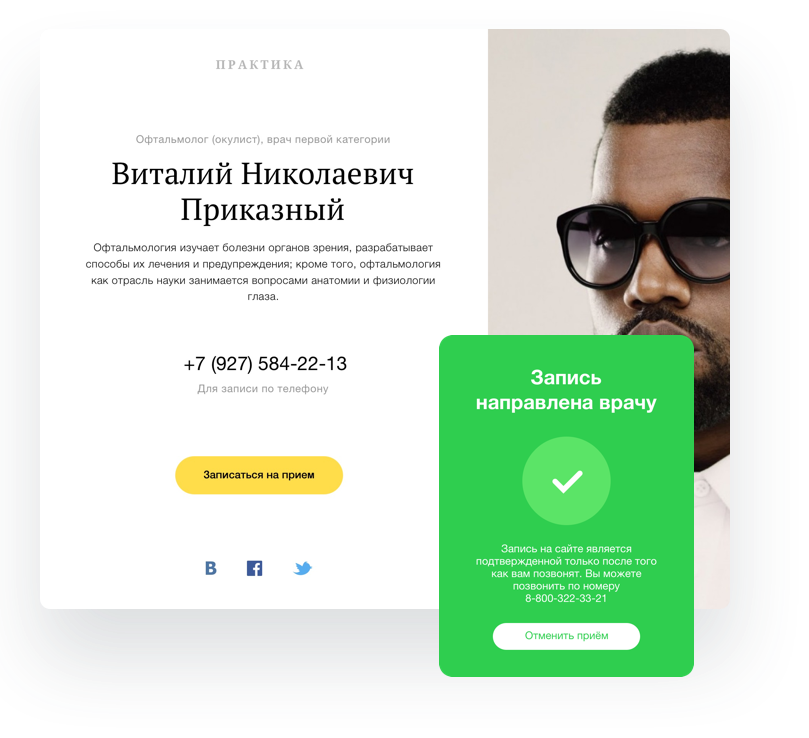 ПРАКТИКА
Офтальмолог (окулист), врач первой категории
Виталий Николаевич
Приказный
Офтальмология изучает болезни органов зрения, разрабатывает
способы их лечения и предупреждения; кроме того, офтальмология
как отрасль науки занимается вопросами анатомии и физиологии
глаза.
+7 (927) 584-22-13
Для записи по телефону
Записаться на прием
Запись
направлена врачу
Запись на сайте является
подтвержденной только после того
как вам позвонят. Вы можете
позвонить по номеру
8-800-322-33-21
Отменить приём